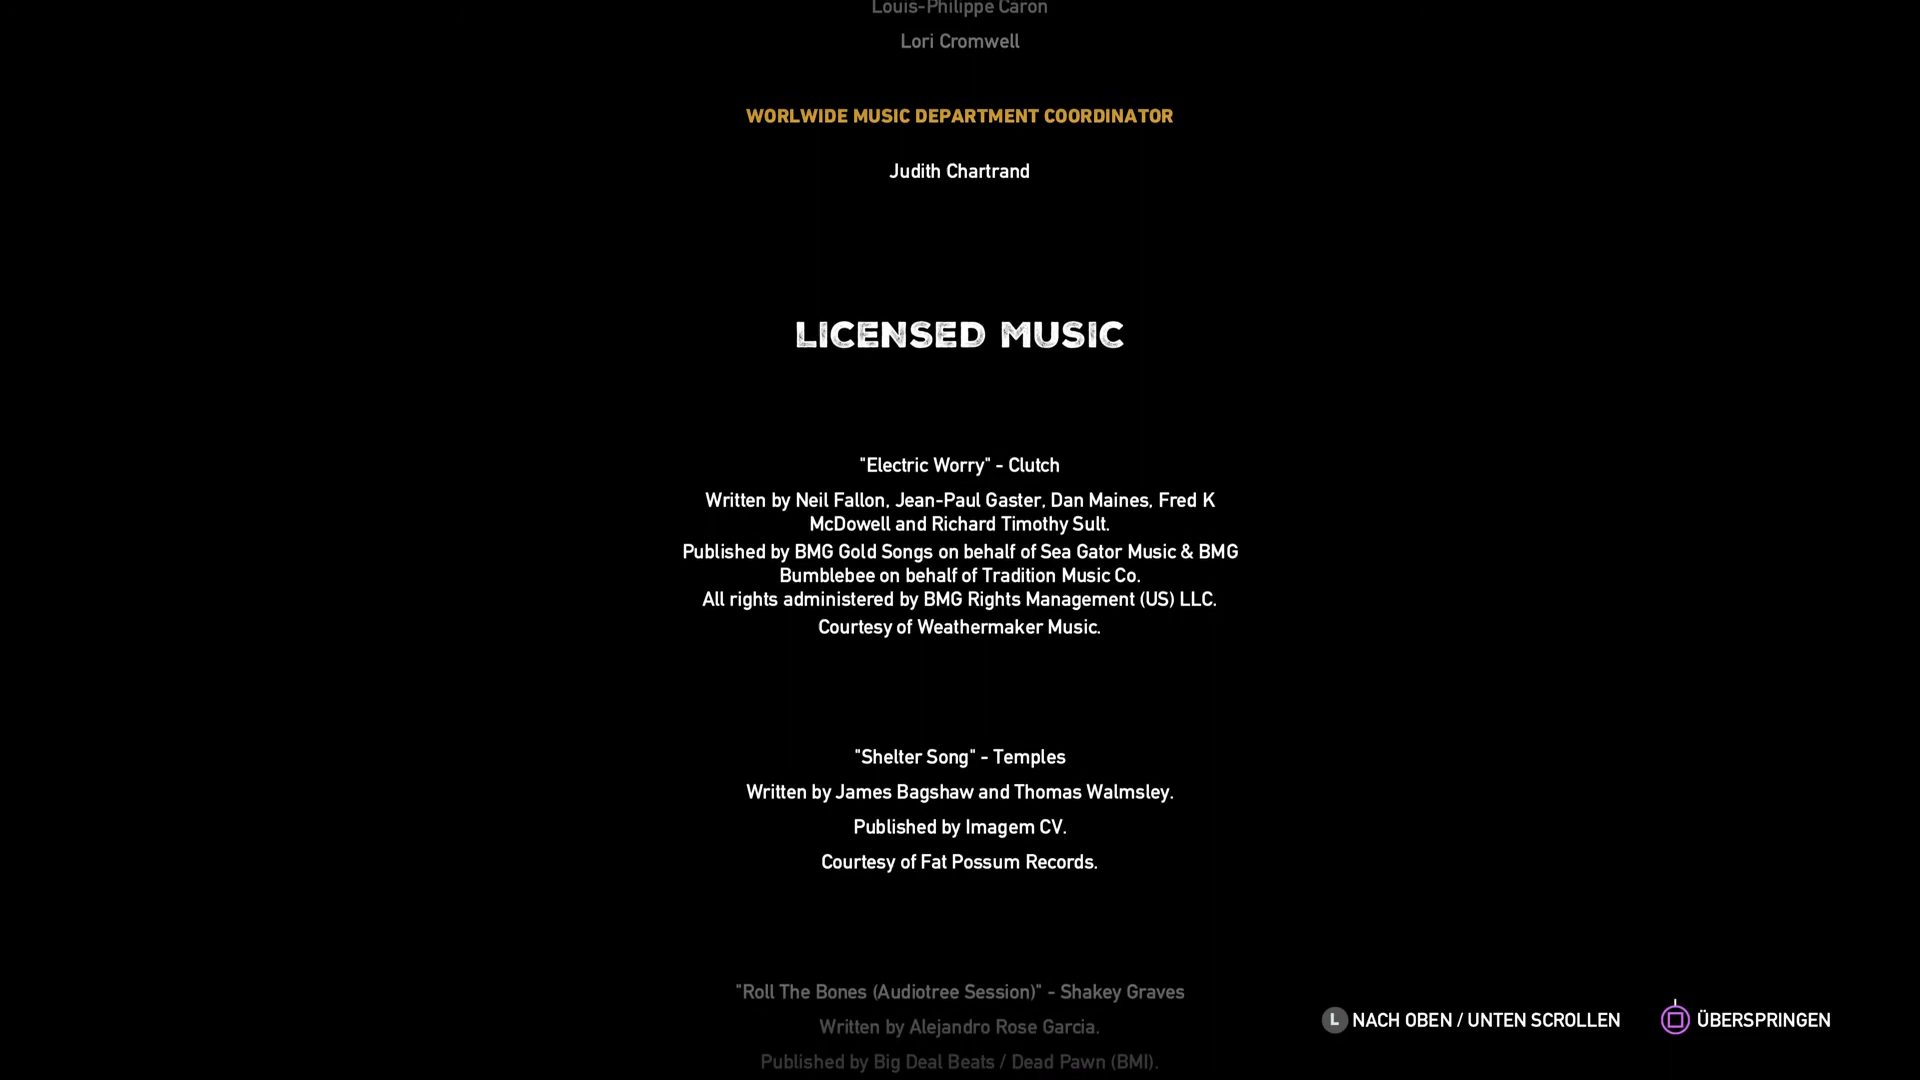 Louis-Philippe Caron
Lori Cromwell
WORLWIDE MUSIC DEPARTMENT COORDINATOR
Judith Chartrand
LICENSED MUSIC
"Electric Worry" - Clutch
Written by Neil Fallon, Jean-Paul Gaster, Dan Maines, Fred K
McDowell and Richard Timothy Sult.
Published by BMG Gold Songs on behalf of Sea Gator Music & BMG
Bumblebee on behalf of Tradition Music Co.
All rights administered by BMG Rights Management (US) LLC.
Courtesy of Weathermaker Music.
"Shelter Song" - Temples
Written by James Bagshaw and Thomas Walmsley.
Published by Imagem CV.
Courtesy of Fat Possum Records.
"Roll The Bones (Audiotree Session)" - Shakey Graves
Written by Alejandro Rose Garcia.
Published by Big Deal Beats / Dead Pawn (BMI).
L NACH OBEN / UNTEN SCROLLEN
ÜBERSPRINGEN